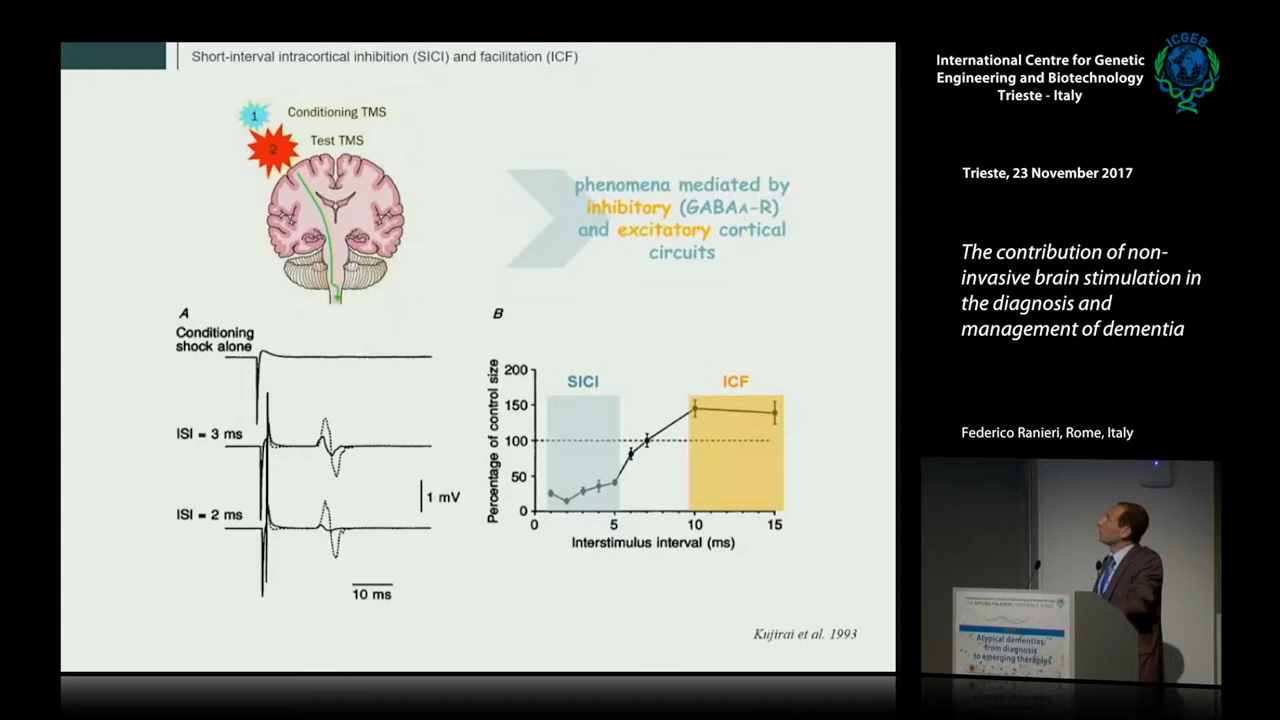 Short-interval intracortical inhibition (SICI) and facilitation (ICF)
1
Conditioning TMS
2
Test TMS
phenomena mediated by
inhibitory (GABAA-R)
and excitatory cortical
circuits
A
Conditioning
shock alone
ISI = 3 ms
ISI = 2 ms
1 mV
10 ms
B
Percentage of control size
200
150
100
50
0
SICI
ICF
0
5
10
15
Interstimulus interval (ms)
Kujirai et al. 1993
International Centre for Genetic
Engineering and Biotechnology
Trieste - Italy
ICGEB
Trieste, 23 November 2017
The contribution of non-
invasive brain stimulation in
the diagnosis and
management of dementia
Federico Ranieri, Rome, Italy
Atypical dementias:
from diagnosis
to emerging therapies